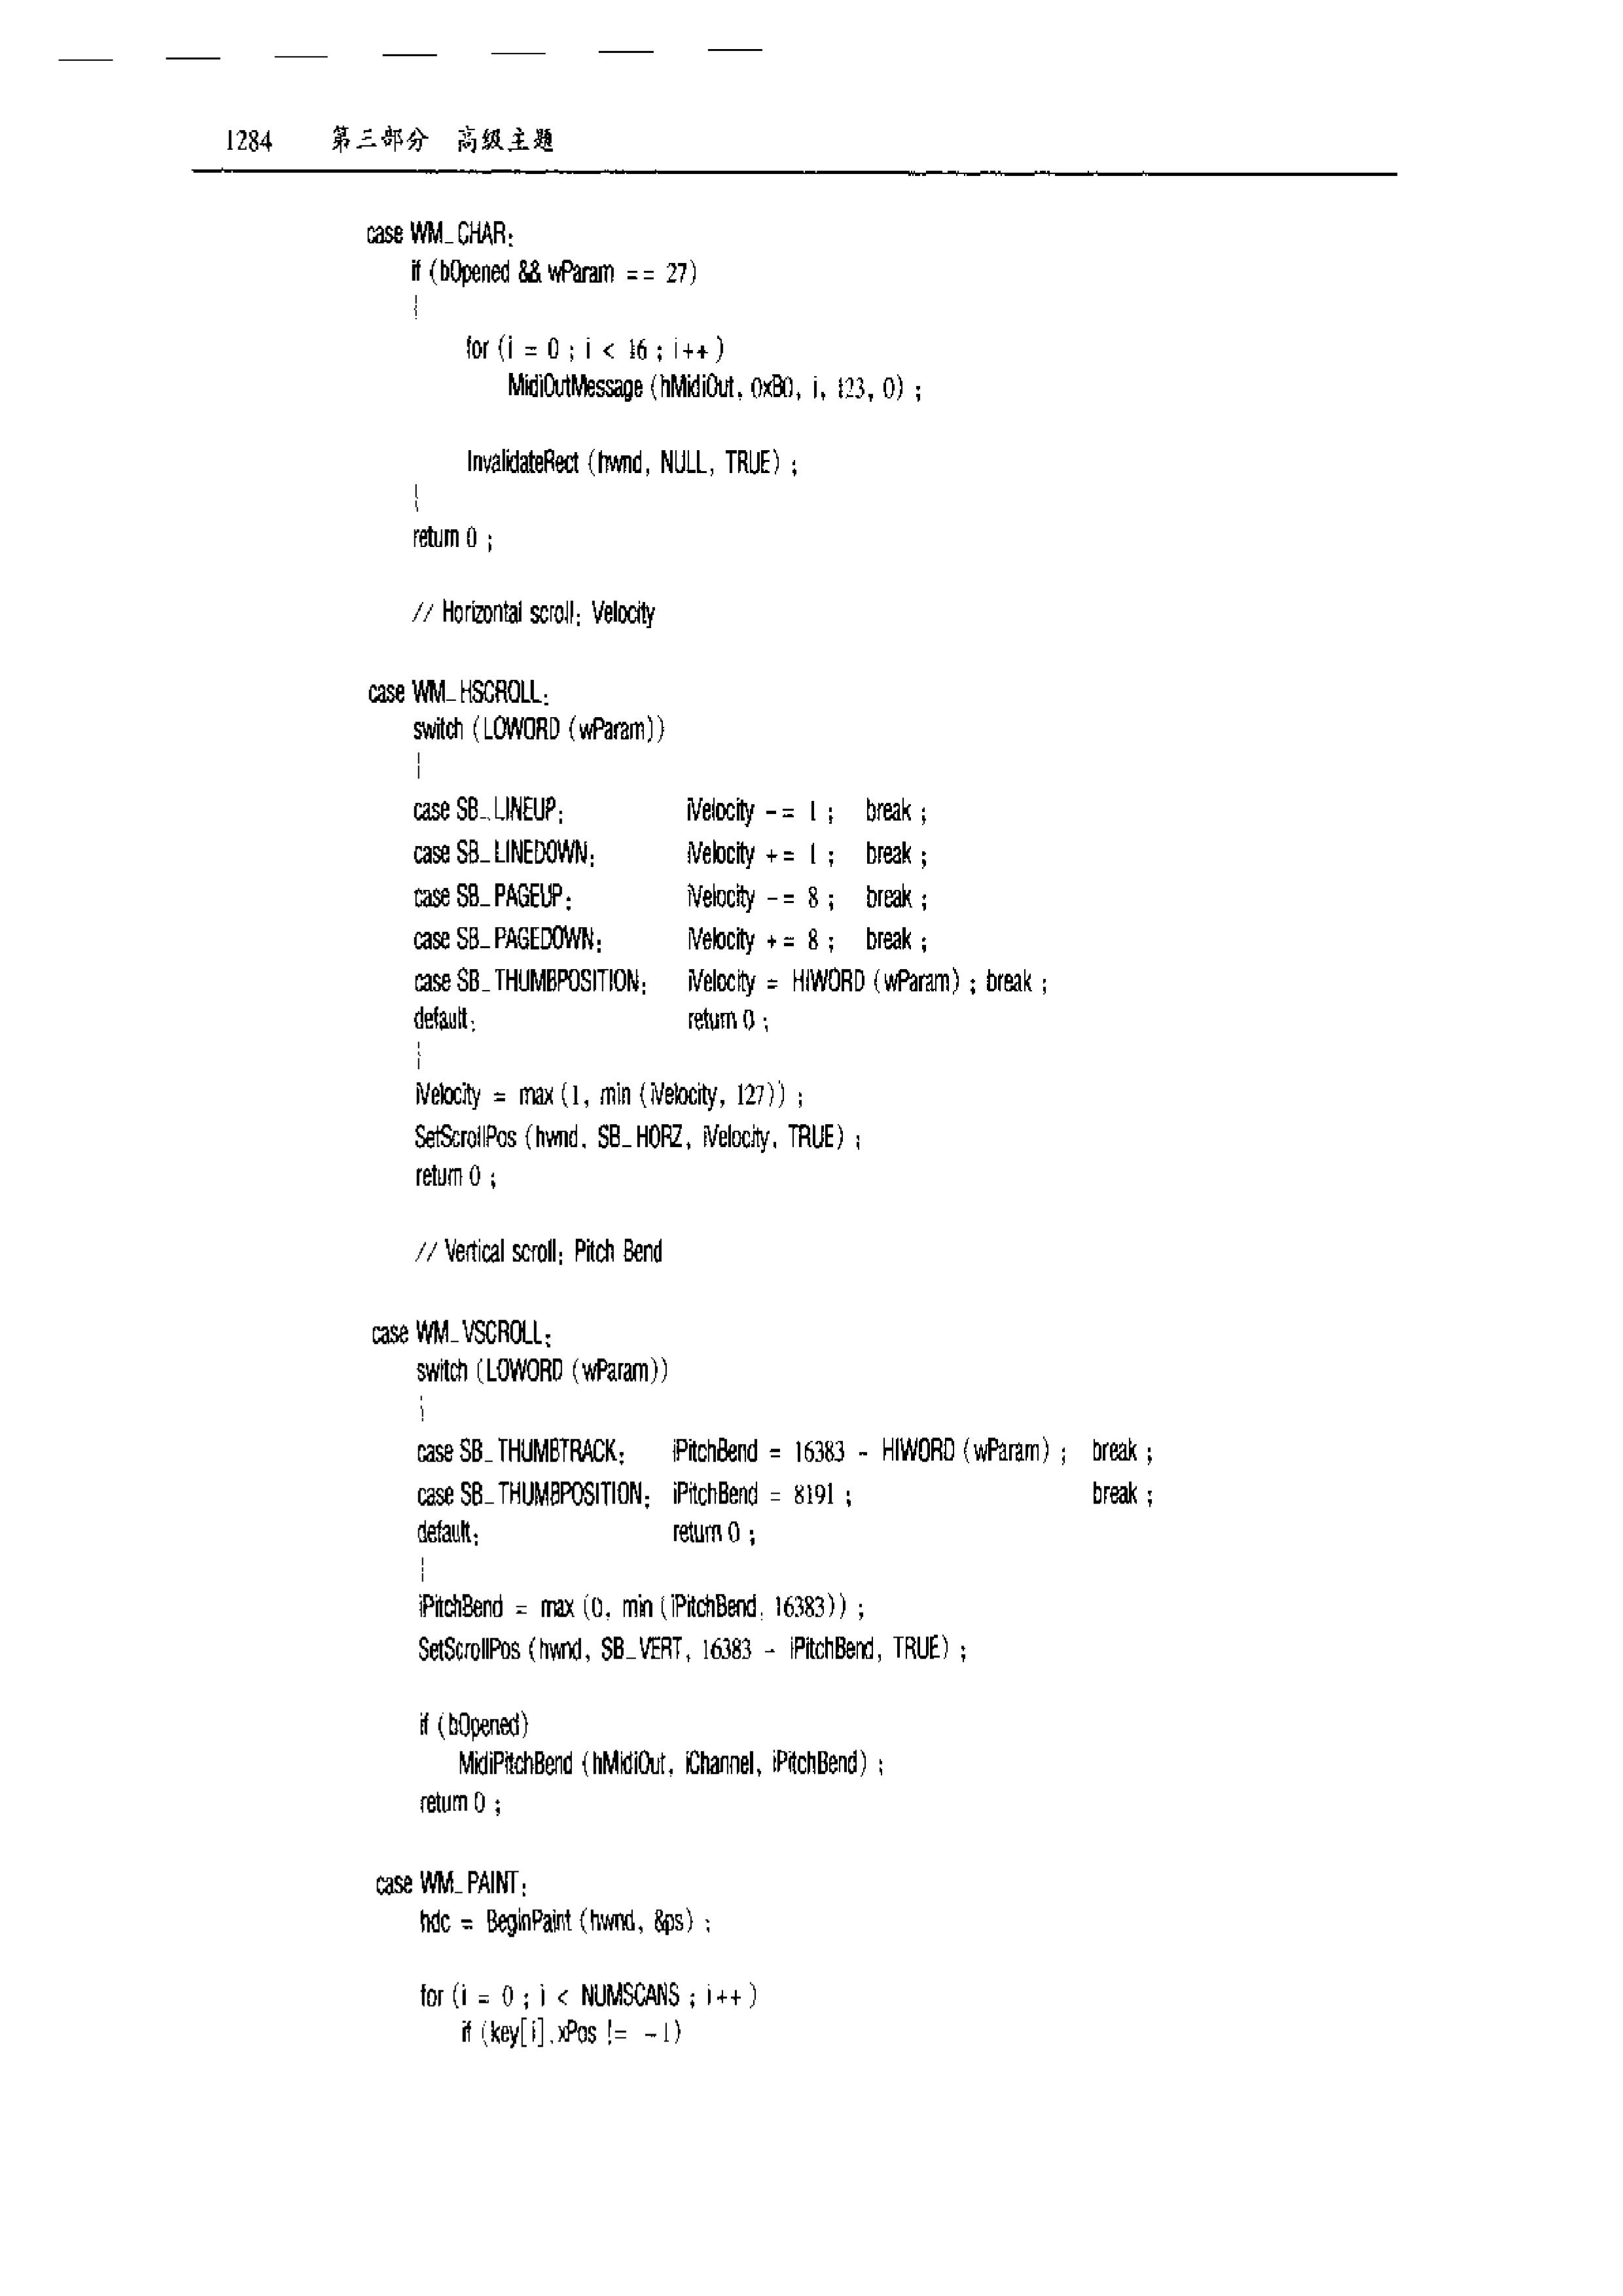 1284 第三部分 高级主题
case WM_CHAR:
if (bOpened && wParam == 27)
{
for (i = 0 ; i < 16 ; i++)
MidiOutMessage (hMidiOut, 0xB0, i, 123, 0) ;
InvalidateRect (hwnd, NULL, TRUE) ;
}
return 0 ;
// Horizontal scroll: Velocity
case WM_HSCROLL:
switch (LOWORD (wParam))
{
case SB_LINEUP: iVelocity -= 1 ; break ;
case SB_LINEDOWN: iVelocity += 1 ; break ;
case SB_PAGEUP: iVelocity -= 8 ; break ;
case SB_PAGEDOWN: iVelocity += 8 ; break ;
case SB_THUMBPOSITION: iVelocity = HIWORD (wParam) ; break ;
default: return 0 ;
}
iVelocity = max (1, min (iVelocity, 127)) ;
SetScrollPos (hwnd, SB_HORZ, iVelocity, TRUE) ;
return 0 ;
// Vertical scroll: Pitch Bend
case WM_VSCROLL:
switch (LOWORD (wParam))
{
case SB_THUMBTRACK: iPitchBend = 16383 - HIWORD (wParam) ; break ;
case SB_THUMBPOSITION: iPitchBend = 8191 ; break ;
default: return 0 ;
}
iPitchBend = max (0, min (iPitchBend, 16383)) ;
SetScrollPos (hwnd, SB_VERT, 16383 - iPitchBend, TRUE) ;
if (bOpened)
MidiPitchBend (hMidiOut, iChannel, iPitchBend) ;
return 0 ;
case WM_PAINT:
hdc = BeginPaint (hwnd, &ps) ;
for (i = 0 ; i < NUMSCANS ; i++)
if (key[i].xPos != -1)